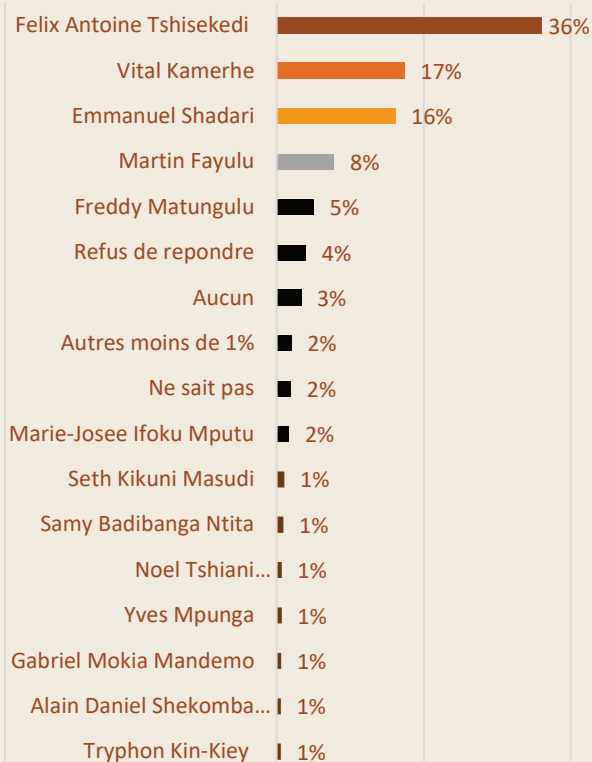 Felix Antoine Tshisekedi 36%
Vital Kamerhe 17%
Emmanuel Shadari 16%
Martin Fayulu 8%
Freddy Matungulu 5%
Refus de repondre 4%
Aucun 3%
Autres moins de 1% 2%
Ne sait pas 2%
Marie-Josee Ifoku Mputu 2%
Seth Kikuni Masudi 1%
Samy Badibanga Ntita 1%
Noel Tshiani... 1%
Yves Mpunga 1%
Gabriel Mokia Mandemo 1%
Alain Daniel Shekomba... 1%
Tryphon Kin-Kiey 1%